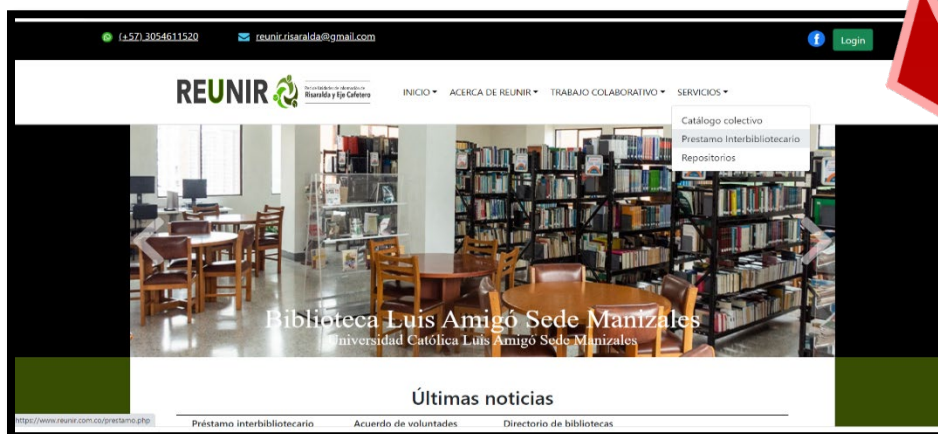 (+57) 3054611520 reunir.risaralda@gmail.com Login
REUNIR Risaralda y Eje Cafetero INICIO ACERCA DE REUNIR TRABAJO COLABORATIVO SERVICIOS
Catálogo colectivo
Prestamo Interbibliotecario
Repositorios
Biblioteca Luis Amigó Sede Manizales
Universidad Católica Luis Amigó Sede Manizales
Últimas noticias
https://www.reunir.com.co/prestamo.php
Préstamo interbibliotecario Acuerdo de voluntades Directorio de bibliotecas